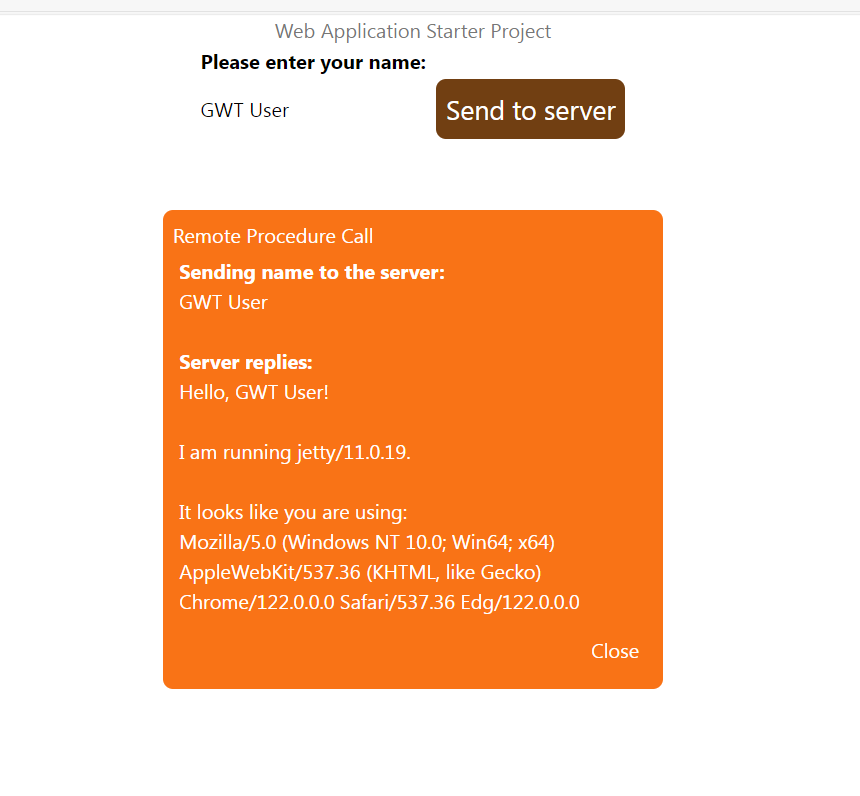 Web Application Starter Project
Please enter your name:
GWT User
Send to server
Remote Procedure Call
Sending name to the server:
GWT User
Server replies:
Hello, GWT User!
I am running jetty/11.0.19.
It looks like you are using:
Mozilla/5.0 (Windows NT 10.0; Win64; x64)
AppleWebKit/537.36 (KHTML, like Gecko)
Chrome/122.0.0.0 Safari/537.36 Edg/122.0.0.0
Close